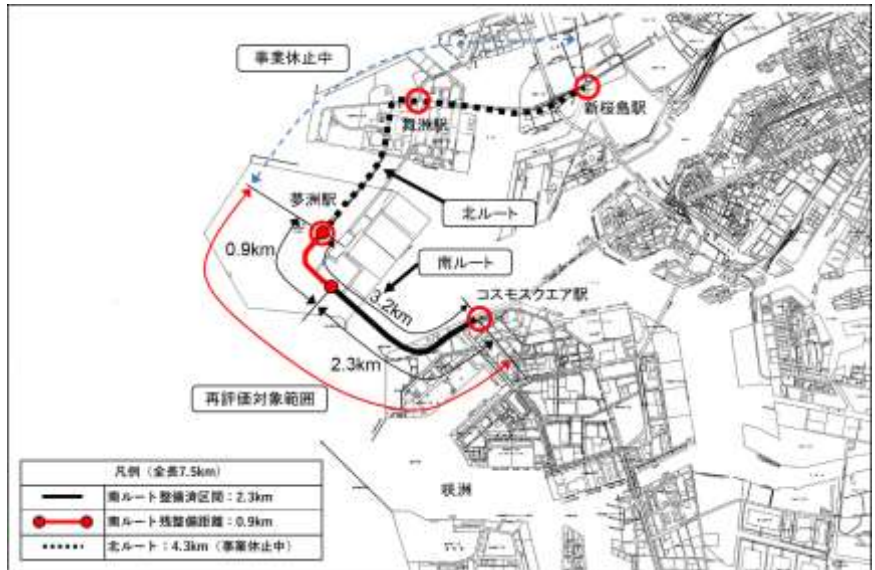 事業休止中
新桜島駅
舞洲駅
夢洲駅
北ルート
0.9km
南ルート
3.2km
コスモスクエア駅
2.3km
再評価対象範囲
咲洲
凡例（全長7.5km）
南ルート整備済区間：2.3km
南ルート残整備距離：0.9km
北ルート：4.3km（事業休止中）